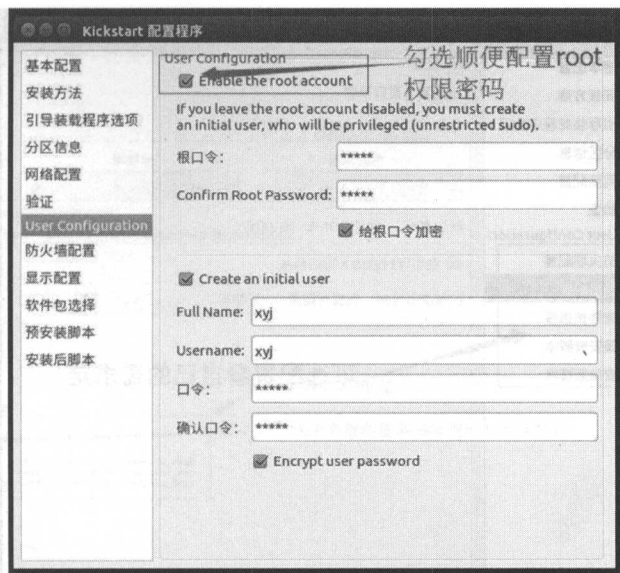 Kickstart 配置程序
基本配置
安装方法
引导装载程序选项
分区信息
网络配置
验证
User Configuration
防火墙配置
显示配置
软件包选择
预安装脚本
安装后脚本
User Configuration
勾选顺便配置root
权限密码
Enable the root account
If you leave the root account disabled, you must create
an initial user, who will be privileged (unrestricted sudo).
根口令: *****
Confirm Root Password: *****
给根口令加密
Create an initial user
Full Name: xyj
Username: xyj
口令: *****
确认口令: *****
Encrypt user password